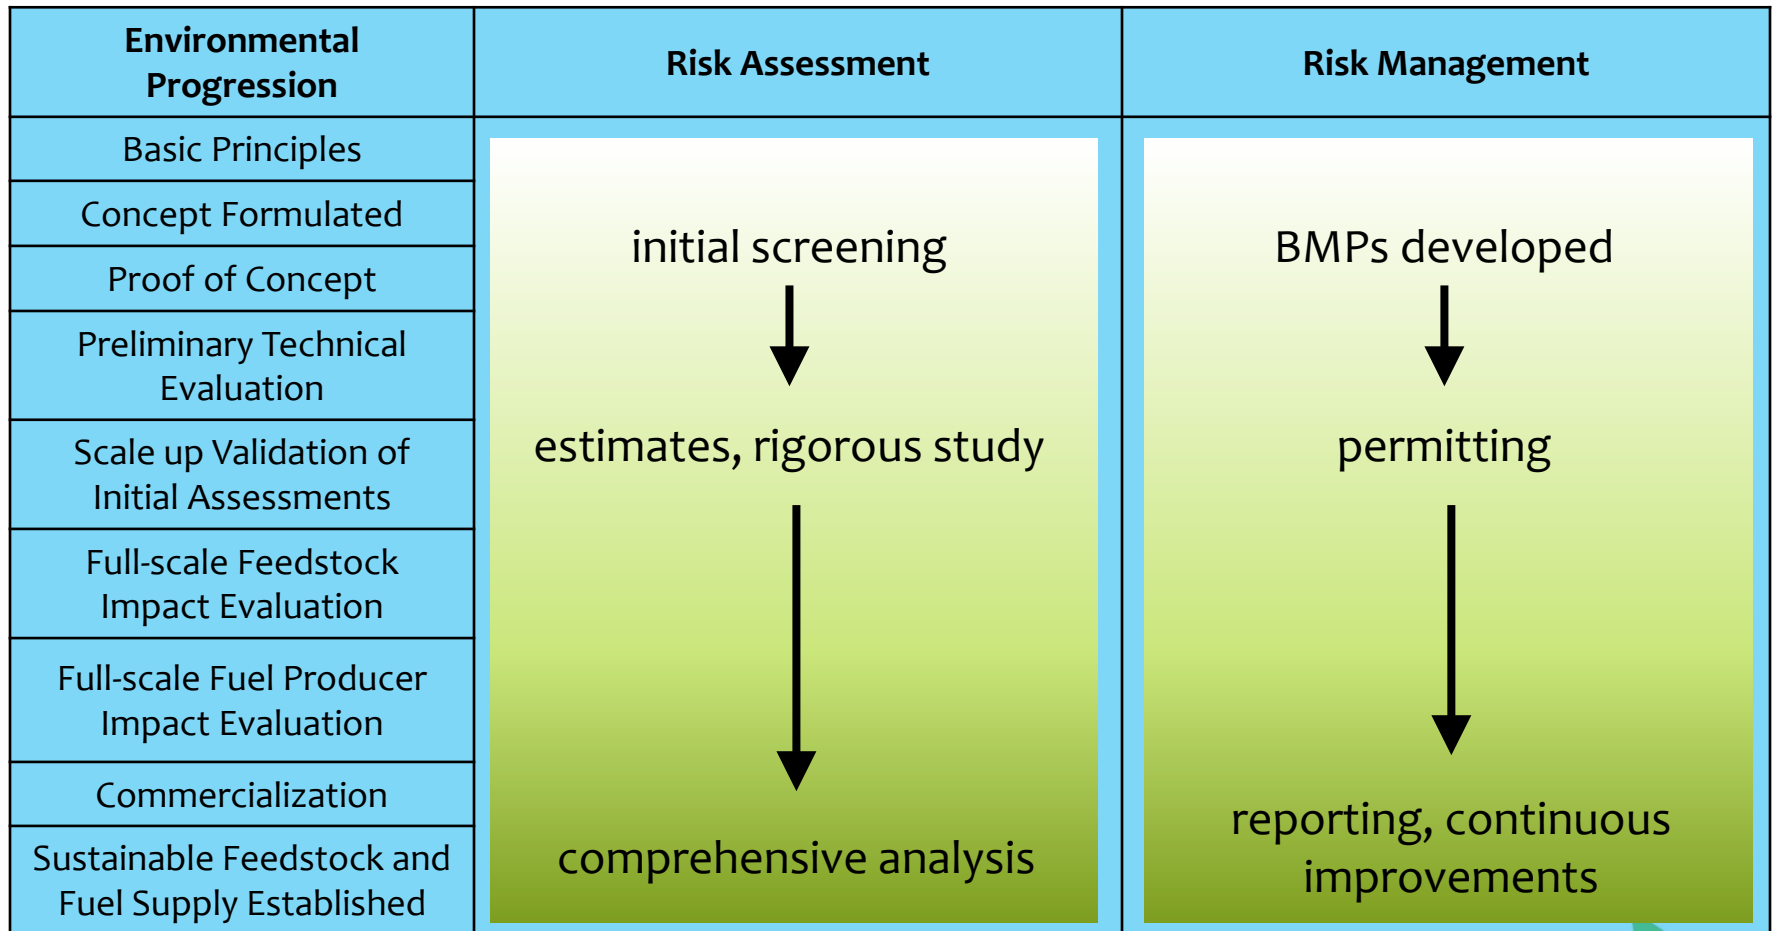 Environmental
Progression
Risk Assessment
Risk Management
Basic Principles
Concept Formulated
Proof of Concept
Preliminary Technical
Evaluation
Scale up Validation of
Initial Assessments
Full-scale Feedstock
Impact Evaluation
Full-scale Fuel Producer
Impact Evaluation
Commercialization
Sustainable Feedstock and
Fuel Supply Established
initial screening
estimates, rigorous study
comprehensive analysis
BMPs developed
permitting
reporting, continuous
improvements